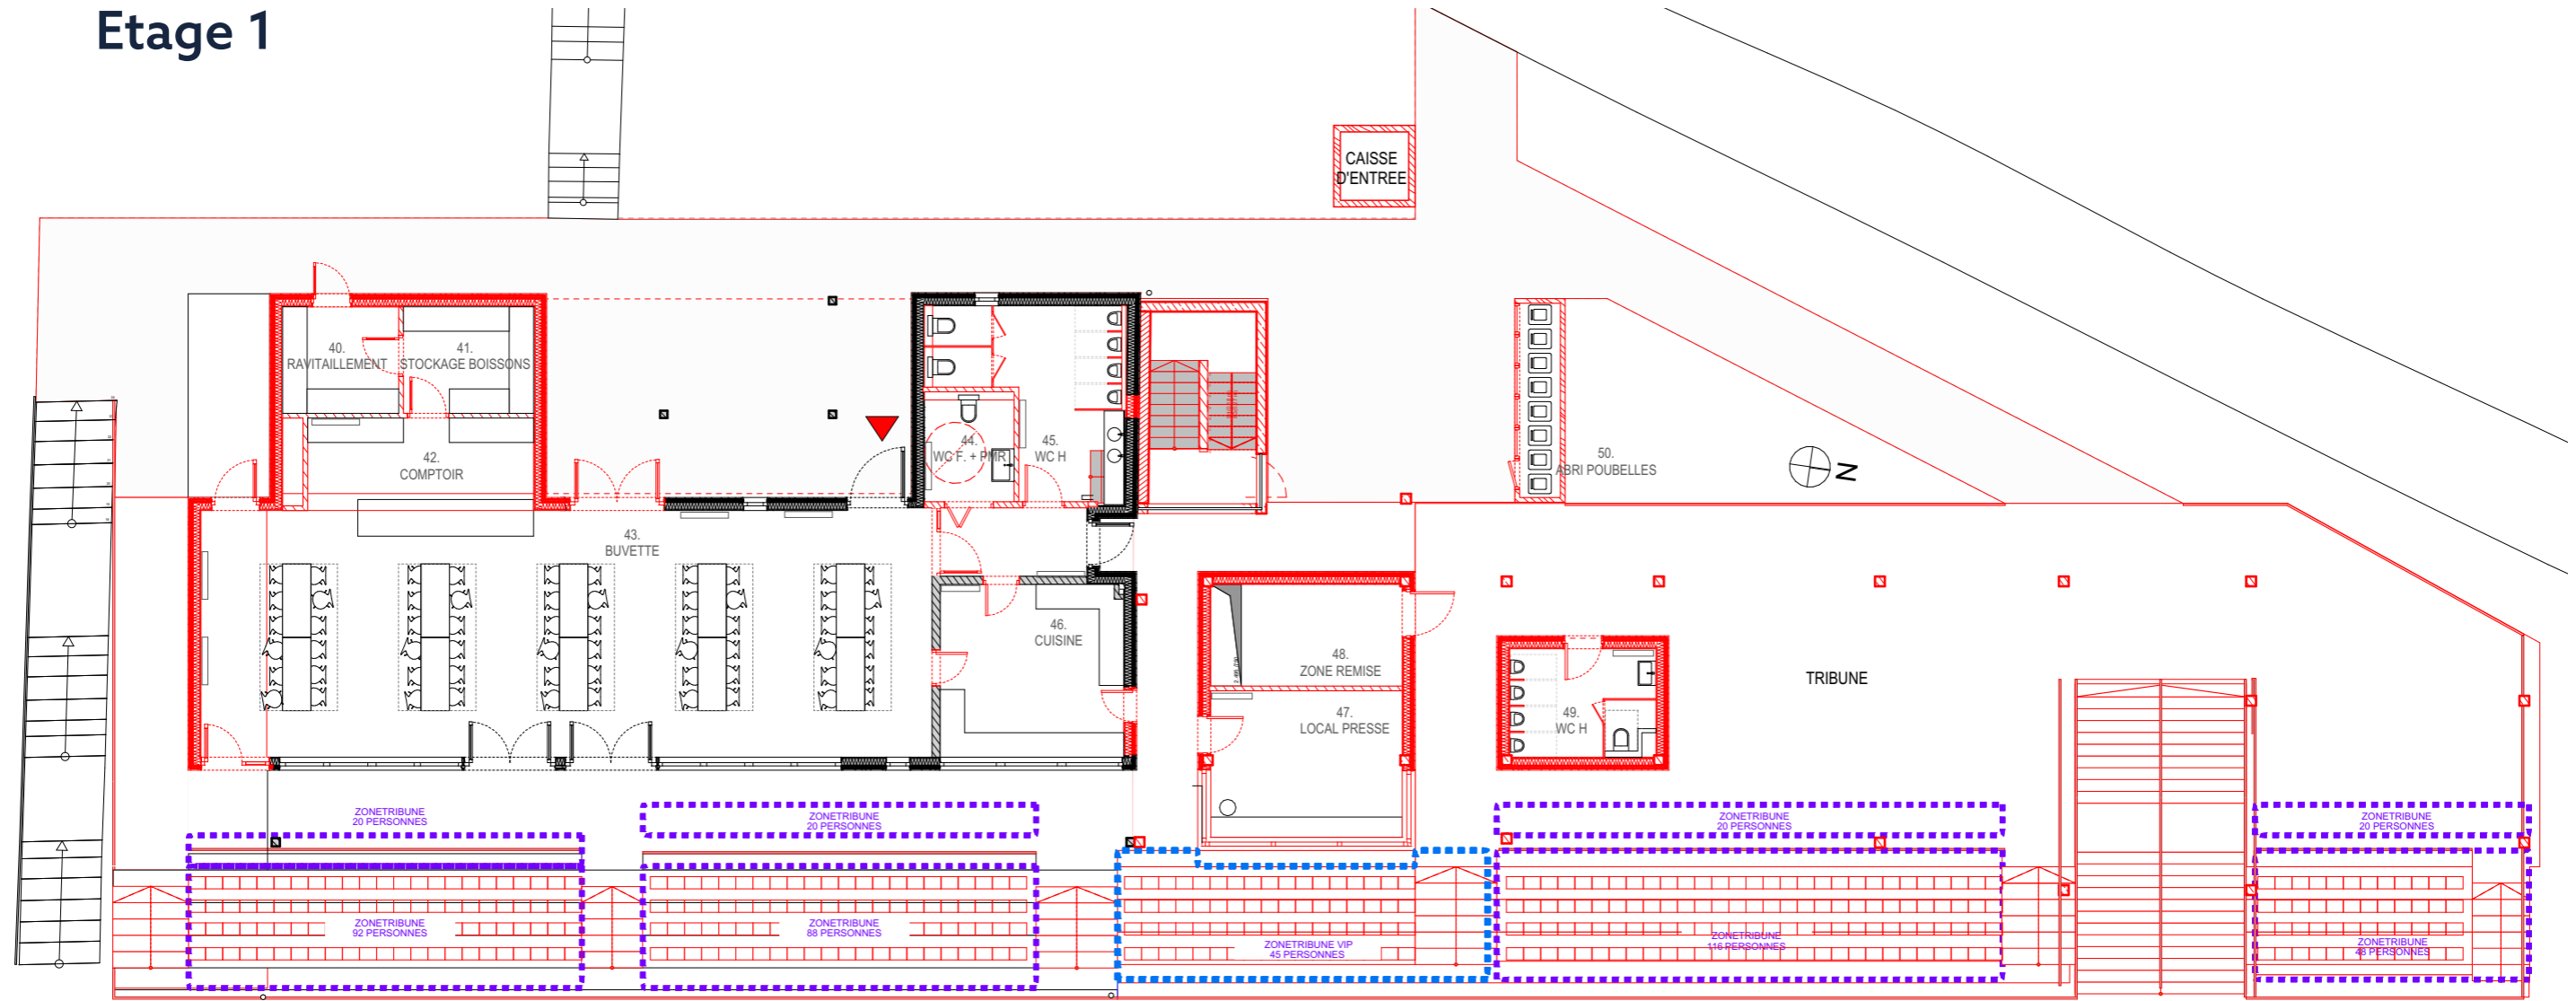 Etage 1
CAISSE
D'ENTREE
40.
RAVITAILLEMENT
41.
STOCKAGE BOISSONS
42.
COMPTOIR
44.
WC F. + PMR
45.
WC H
50.
ABRI POUBELLES
N
43.
BUVETTE
46.
CUISINE
48.
ZONE REMISE
47.
LOCAL PRESSE
49.
WC H
TRIBUNE
ZONETRIBUNE
20 PERSONNES
ZONETRIBUNE
20 PERSONNES
ZONETRIBUNE
20 PERSONNES
ZONETRIBUNE
20 PERSONNES
ZONETRIBUNE
92 PERSONNES
ZONETRIBUNE
88 PERSONNES
ZONETRIBUNE VIP
45 PERSONNES
ZONETRIBUNE
116 PERSONNES
ZONETRIBUNE
48 PERSONNES